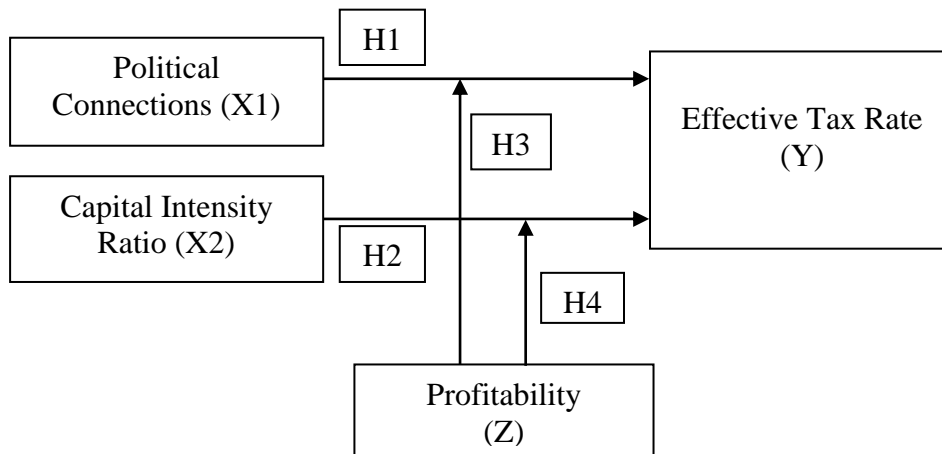 H1
Political
Connections (X1)
Effective Tax Rate
(Y)
H3
Capital Intensity
Ratio (X2)
H2
H4
Profitability
(Z)